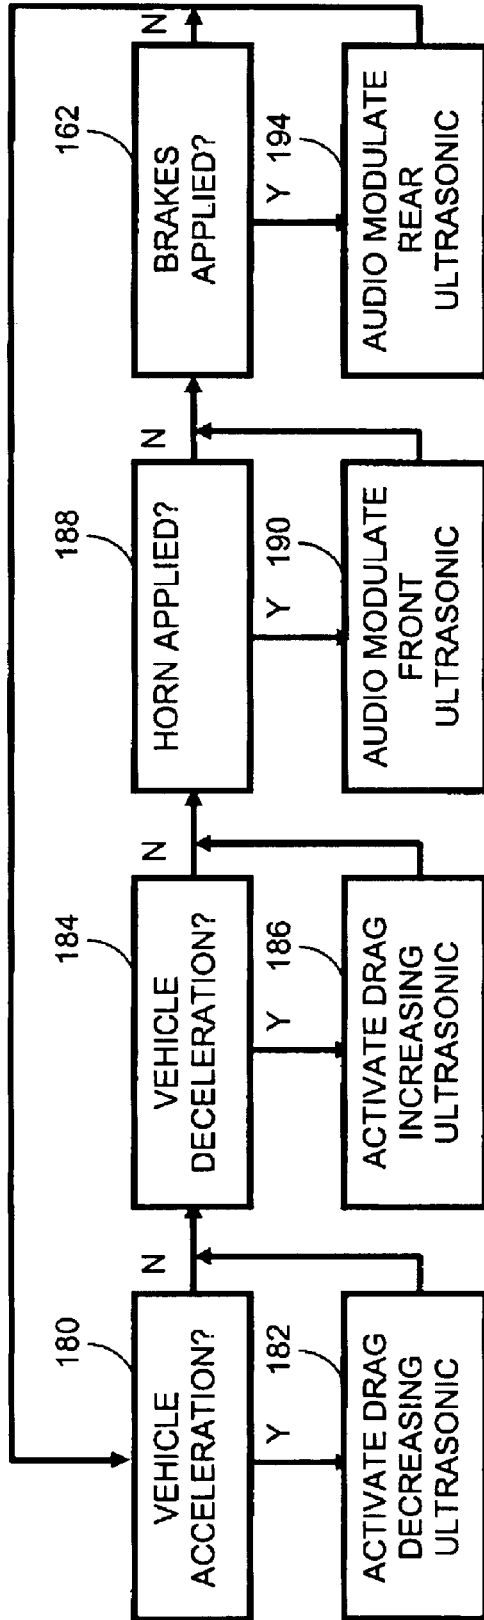 180
VEHICLE
ACCELERATION?
N
Y
182
ACTIVATE DRAG
DECREASING
ULTRASONIC
184
VEHICLE
DECELERATION?
N
Y
186
ACTIVATE DRAG
INCREASING
ULTRASONIC
188
HORN APPLIED?
N
Y
190
AUDIO MODULATE
FRONT
ULTRASONIC
162
BRAKES
APPLIED?
N
Y
194
AUDIO MODULATE
REAR
ULTRASONIC